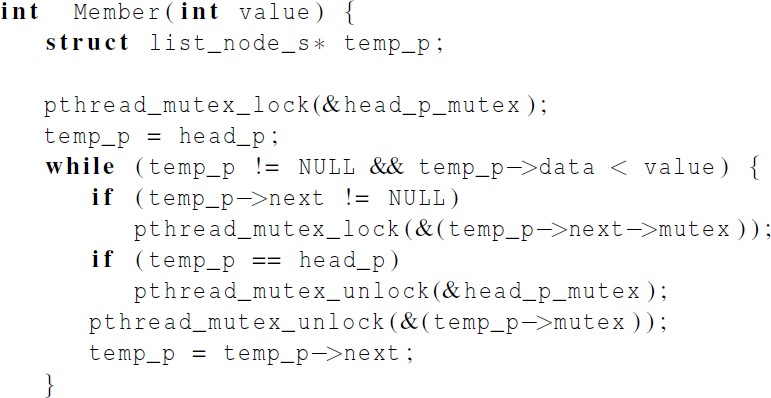 int  Member(int value) {
   struct list_node_s* temp_p;

   pthread_mutex_lock(&head_p_mutex);
   temp_p = head_p;
   while (temp_p != NULL && temp_p->data < value) {
      if (temp_p->next != NULL)
         pthread_mutex_lock(&(temp_p->next->mutex));
      if (temp_p == head_p)
         pthread_mutex_unlock(&head_p_mutex);
      pthread_mutex_unlock(&(temp_p->mutex));
      temp_p = temp_p->next;
   }